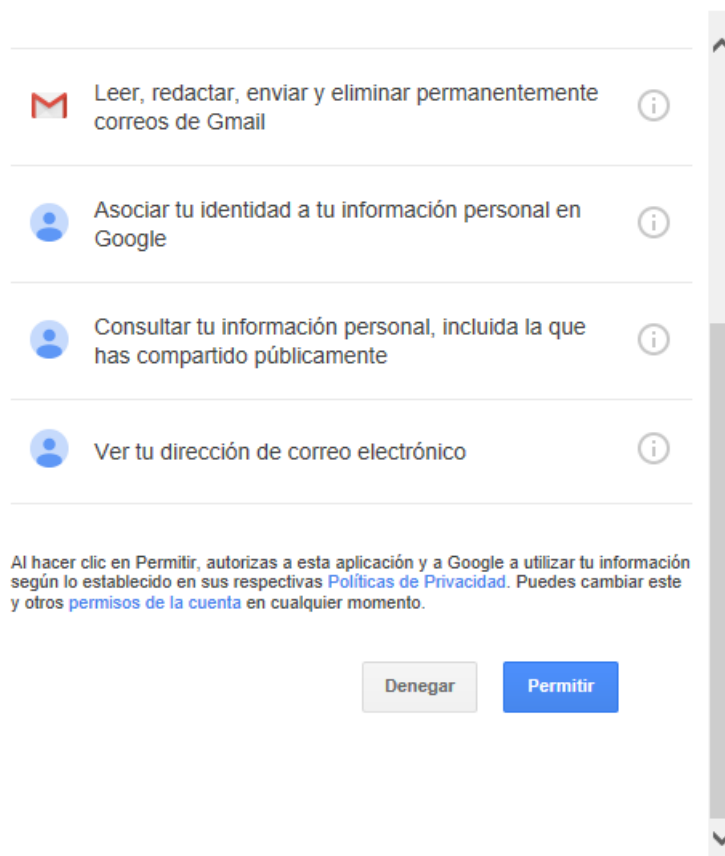 Leer, redactar, enviar y eliminar permanentemente
correos de Gmail
Asociar tu identidad a tu información personal en
Google
Consultar tu información personal, incluida la que
has compartido públicamente
Ver tu dirección de correo electrónico
Al hacer clic en Permitir, autorizas a esta aplicación y a Google a utilizar tu información
según lo establecido en sus respectivas Políticas de Privacidad. Puedes cambiar este
y otros permisos de la cuenta en cualquier momento.
Denegar Permitir